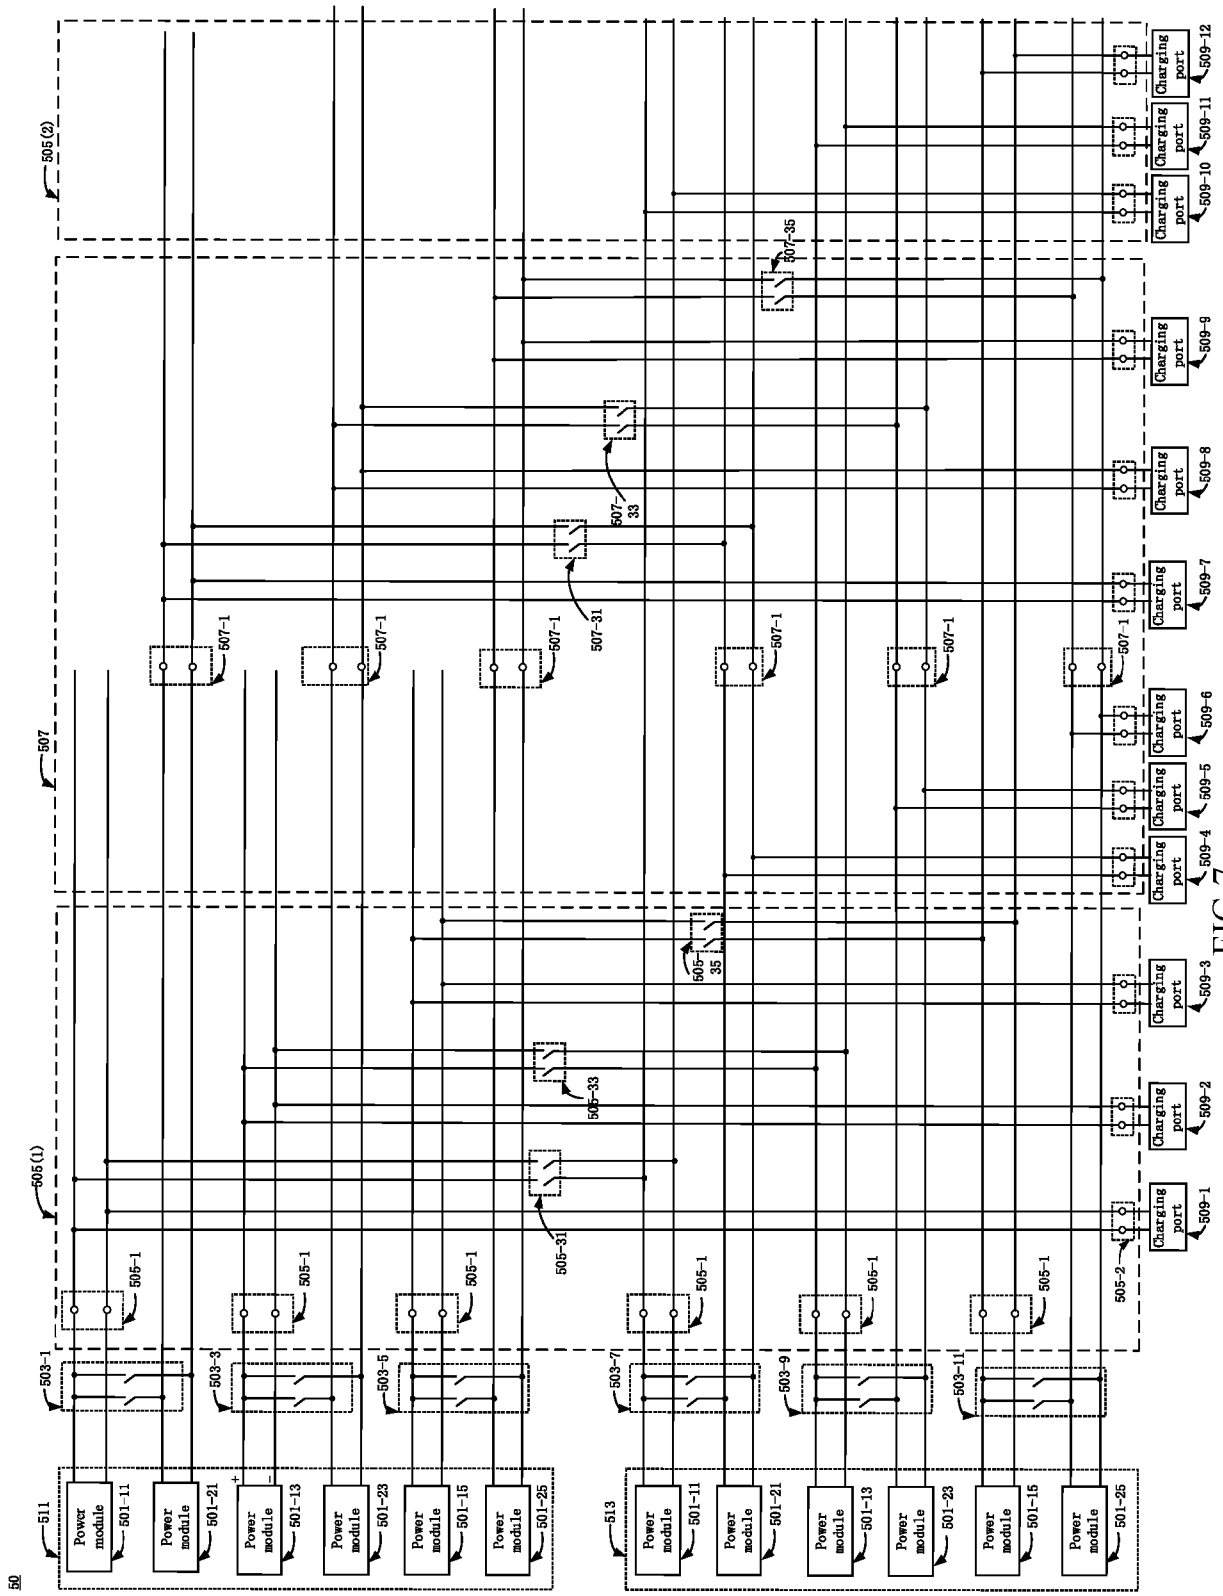 50
511
Power
module
501-11
Power
module
501-21
+
-
Power
module
501-13
Power
module
501-23
Power
module
501-15
Power
module
501-25
513
Power
module
501-11
Power
module
501-21
Power
module
501-13
Power
module
501-23
Power
module
501-15
Power
module
501-25
503-1
503-3
503-5
503-7
503-9
503-11
505(1)
505-1
505-1
505-1
505-1
505-1
505-1
505-2
505-31
505-33
505-
35
507
507-1
507-1
507-1
507-1
507-1
507-1
507-31
507-
33
507-35
505(2)
Charging
port
509-1
Charging
port
509-2
Charging
port
509-3
Charging
port
509-4
Charging
port
509-5
Charging
port
509-6
Charging
port
509-7
Charging
port
509-8
Charging
port
509-9
Charging
port
509-10
Charging
port
509-11
Charging
port
509-12
FIG 7